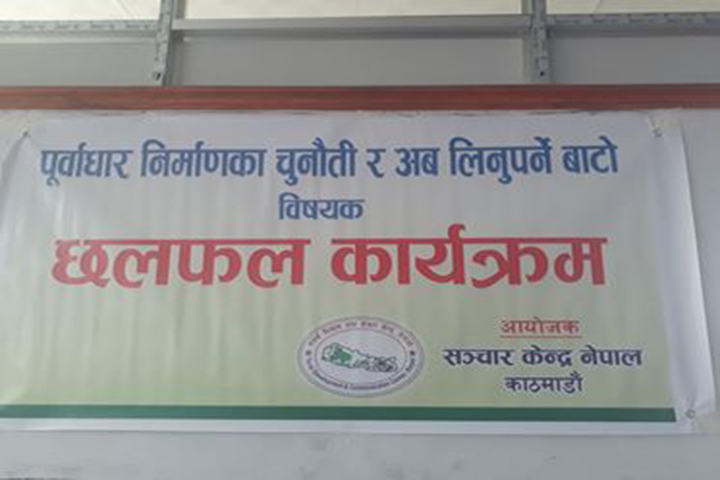 पूर्वाधार निर्माणका चुनौती र अब लिनुपर्ने बाटो
विषयक
छलफल कार्यक्रम
आयोजक
सञ्चार केन्द्र नेपाल
काठमाडौं